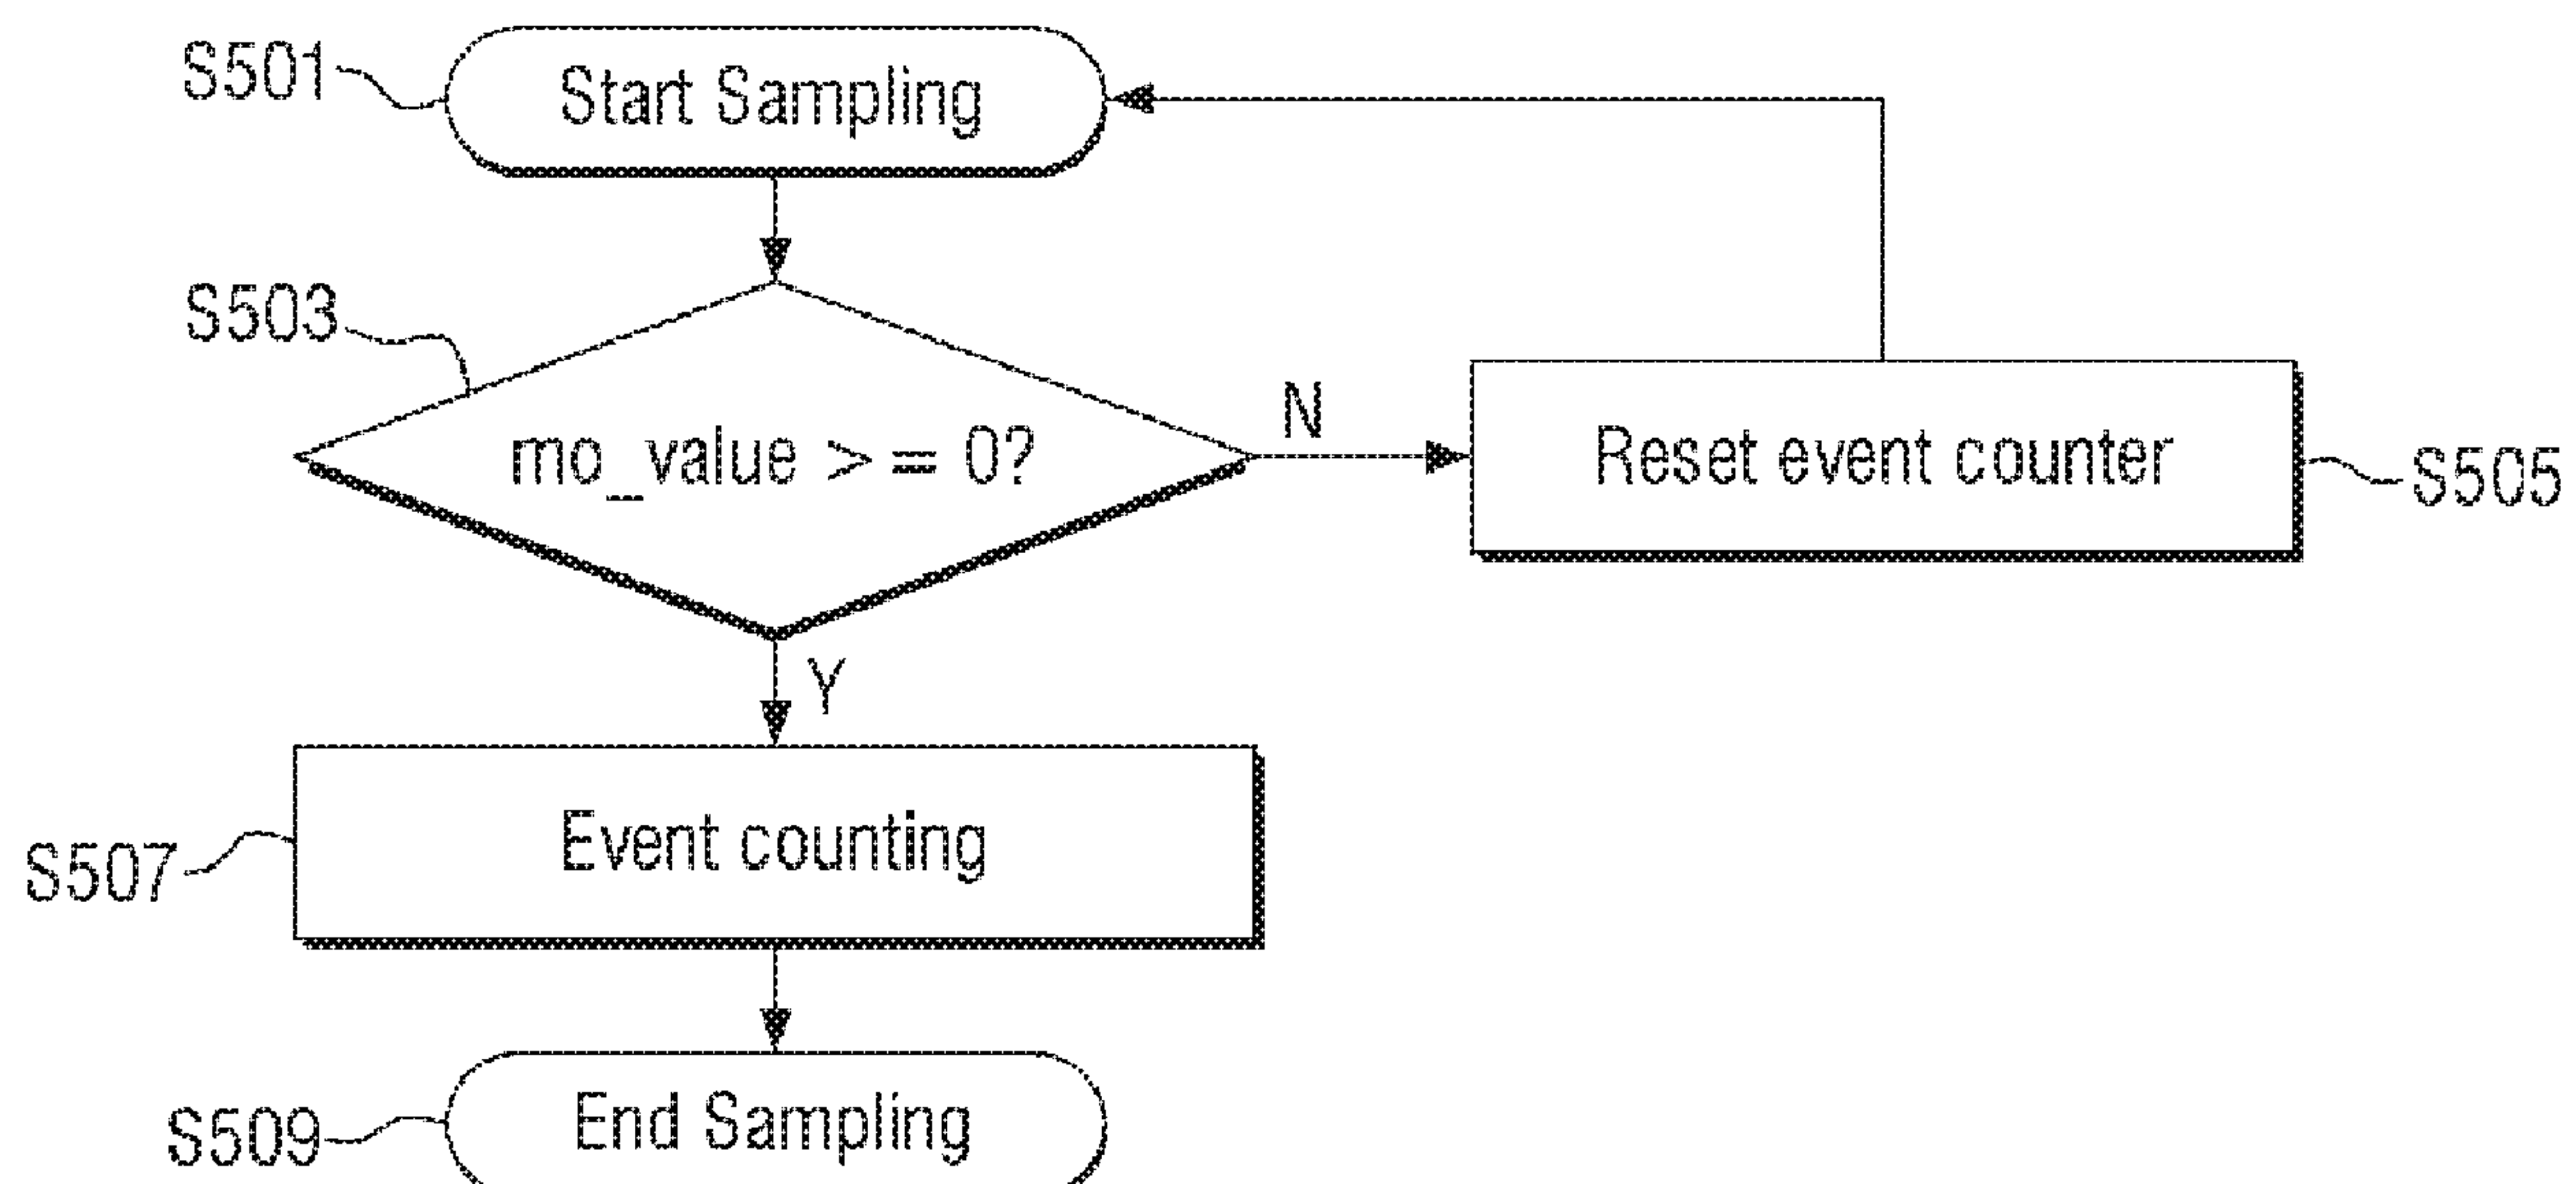 S501
Start Sampling
S503
mo_value >= 0?
N
Reset event counter
S505
Y
Event counting
S507
End Sampling
S509